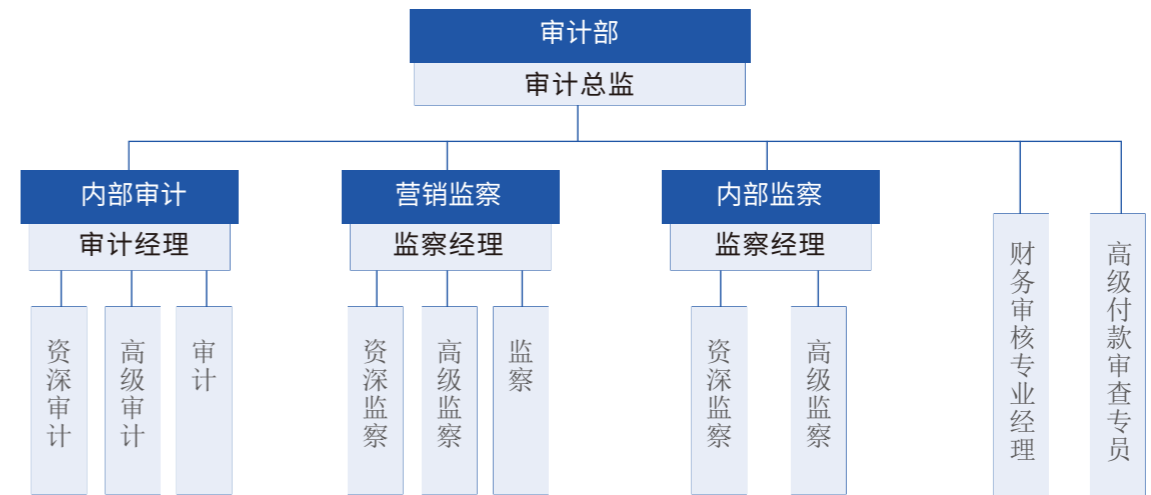 审计部
审计总监
内部审计
审计经理
营销监察
监察经理
内部监察
监察经理
资深审计
高级审计
审计
资深监察
高级监察
监察
资深监察
高级监察
财务审核专业经理
高级付款审查专员